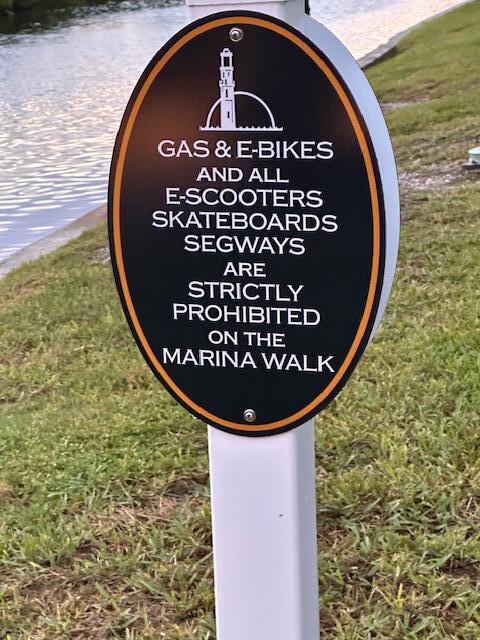 GAS & E-BIKES
AND ALL
E-SCOOTERS
SKATEBOARDS
SEGWAYS
ARE
STRICTLY
PROHIBITED
ON THE
MARINA WALK